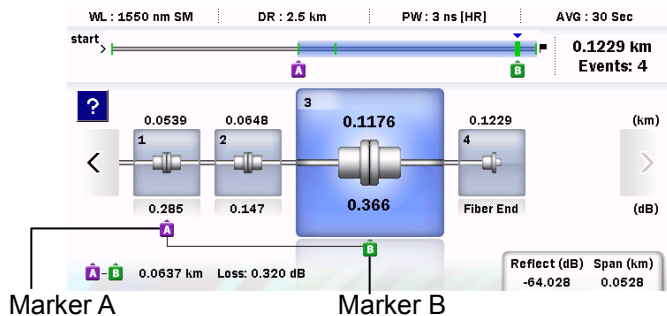 WL : 1550 nm SM DR : 2.5 km PW : 3 ns [HR] AVG : 30 Sec
start
0.1229 km
A B Events: 4
?
3
0.0539 0.0648 0.1176 0.1229 (km)
1 2 4
0.285 0.147 0.366 Fiber End (dB)
A
B
A - B 0.0637 km Loss: 0.320 dB
Reflect (dB) Span (km)
-64.028 0.0528
Marker A Marker B